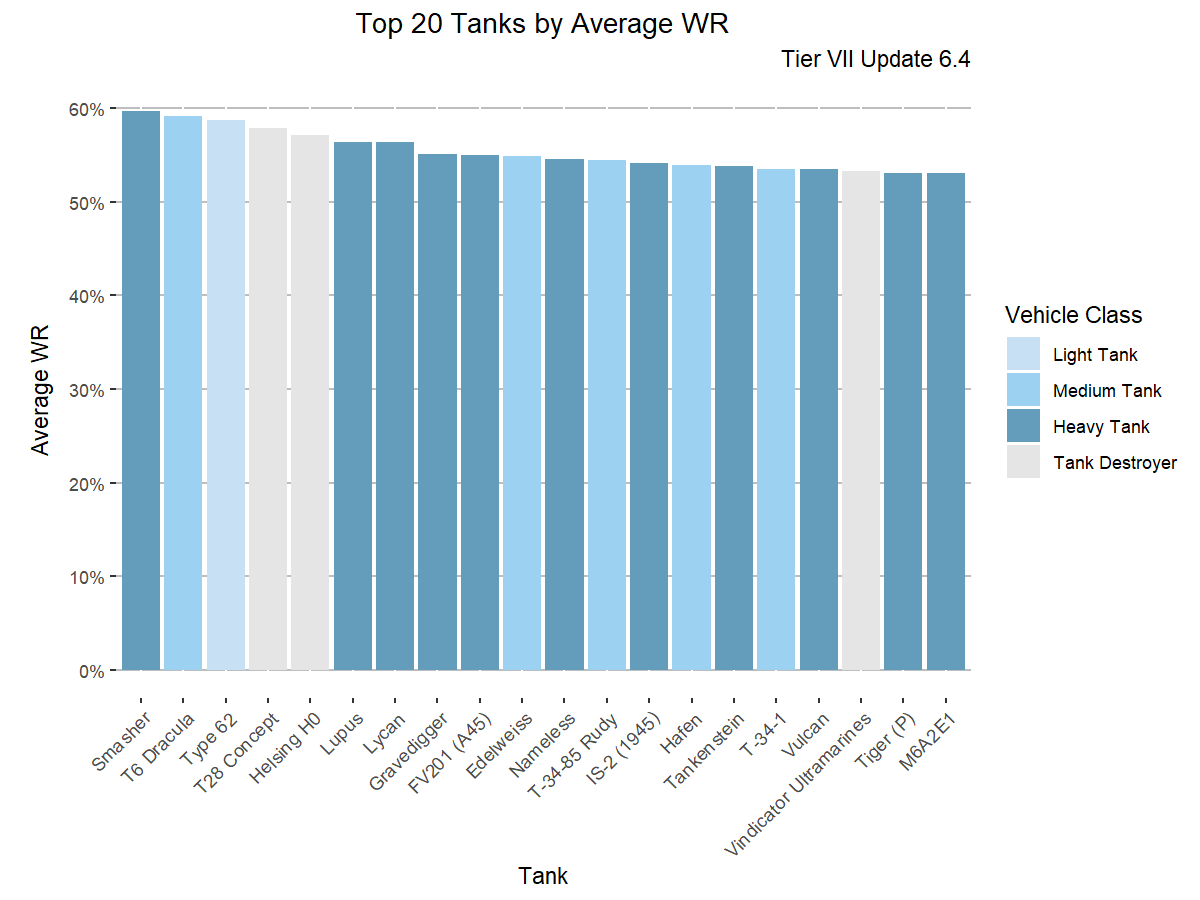 Top 20 Tanks by Average WR
Tier VII Update 6.4
60%
50%
40%
30%
20%
10%
0%
Average WR
Smasher
T6 Dracula
Type 62
T28 Concept
Helsing H0
Lupus
Lycan
Gravedigger
FV201 (A45)
Edelweiss
Nameless
T-34-85 Rudy
IS-2 (1945)
Hafen
Tankenstein
T-34-1
Vulcan
Vindicator Ultramarines
Tiger (P)
M6A2E1
Tank
Vehicle Class
Light Tank
Medium Tank
Heavy Tank
Tank Destroyer